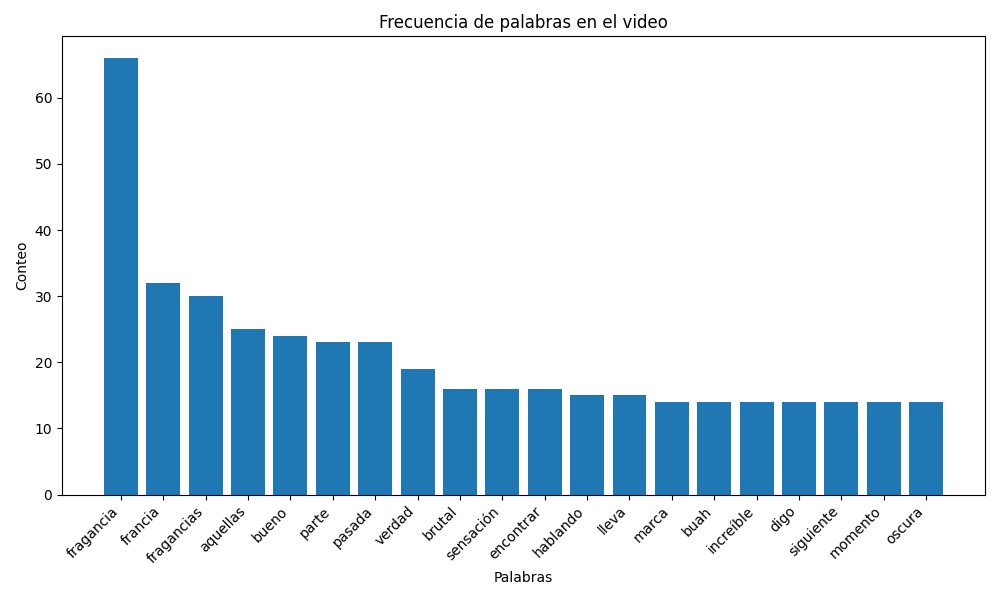 Frecuencia de palabras en el video
Conteo
60
50
40
30
20
10
0
fragancia
francia
fragancias
aquellas
bueno
parte
pasada
verdad
brutal
sensación
encontrar
hablando
lleva
marca
buah
increíble
digo
siguiente
momento
oscura
Palabras